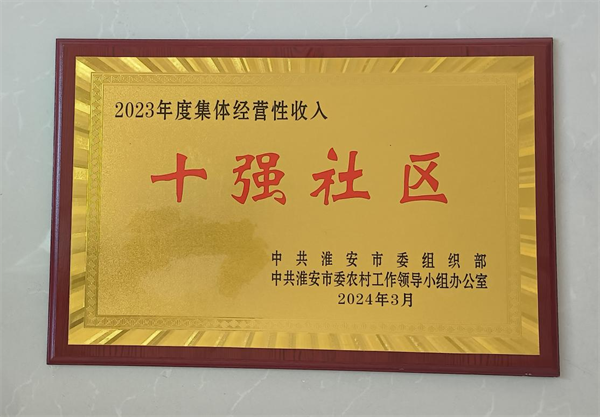 2023年度集体经营性收入
十强社区
中共淮安市委组织部
中共淮安市委农村工作领导小组办公室
2024年3月